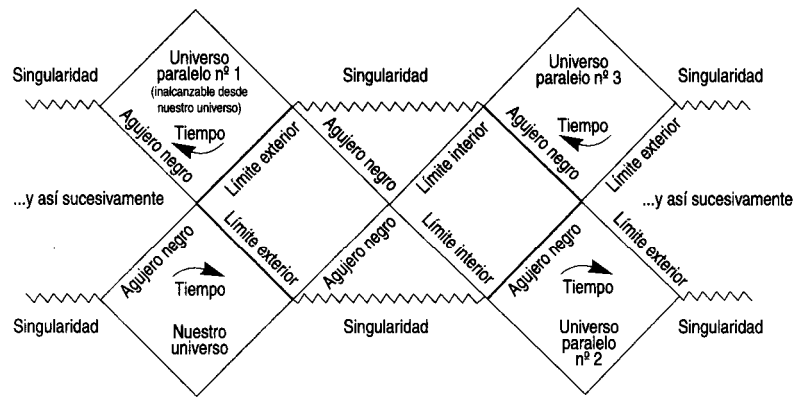 Universo
paralelo nº 1
(inalcanzable desde
nuestro universo)
Tiempo
Singularidad
Singularidad
Universo
paralelo nº 3
Tiempo
Singularidad
Agujero negro
Límite exterior
Agujero negro
Límite interior
Agujero negro
Límite exterior
...y así sucesivamente
...y así sucesivamente
Agujero negro
Límite exterior
Agujero negro
Límite interior
Agujero negro
Límite exterior
Tiempo
Tiempo
Singularidad
Nuestro
universo
Singularidad
Universo
paralelo
nº 2
Singularidad